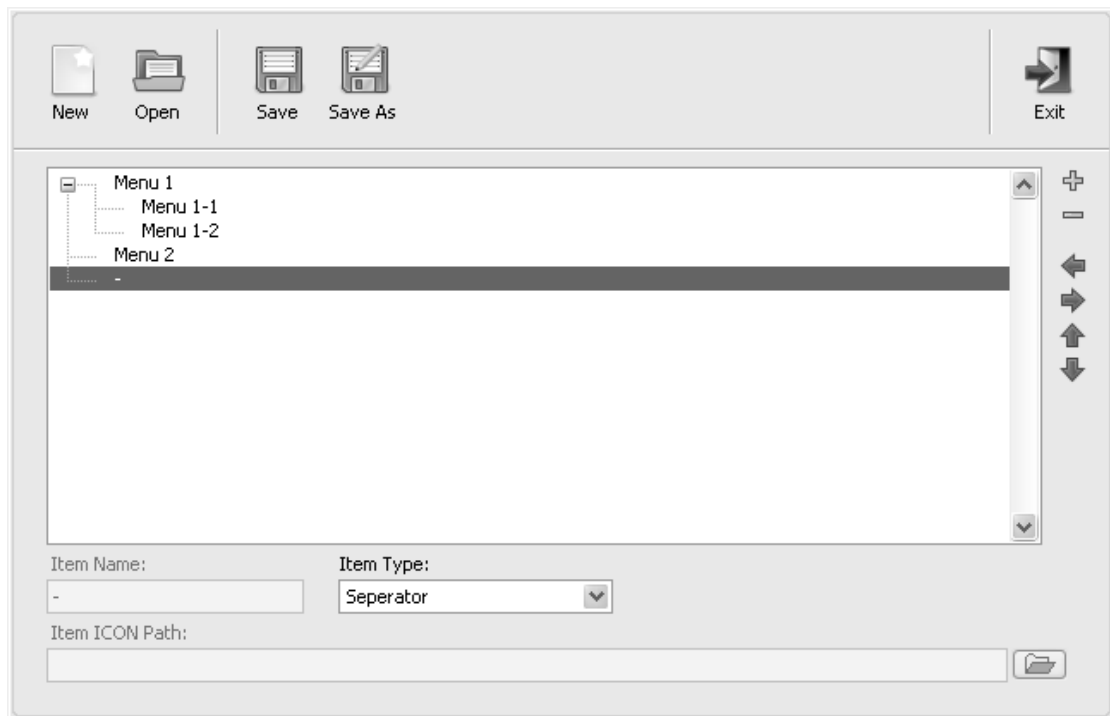 New Open Save Save As Exit
Menu 1
Menu 1-1
Menu 1-2
Menu 2
-
Item Name: Item Type:
- Seperator
Item ICON Path: